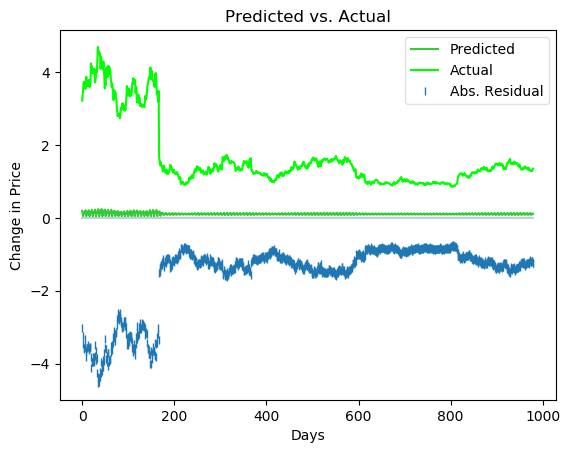 Predicted vs. Actual
Predicted
Actual
Abs. Residual
Change in Price
4
2
0
−2
−4
0
200
400
600
800
1000
Days